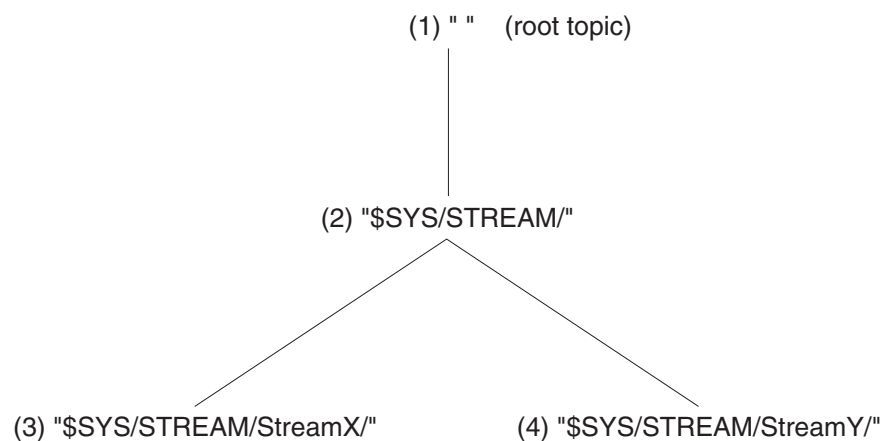 (1) " " (root topic)
(2) "$SYS/STREAM/"
(3) "$SYS/STREAM/StreamX/"
(4) "$SYS/STREAM/StreamY/"